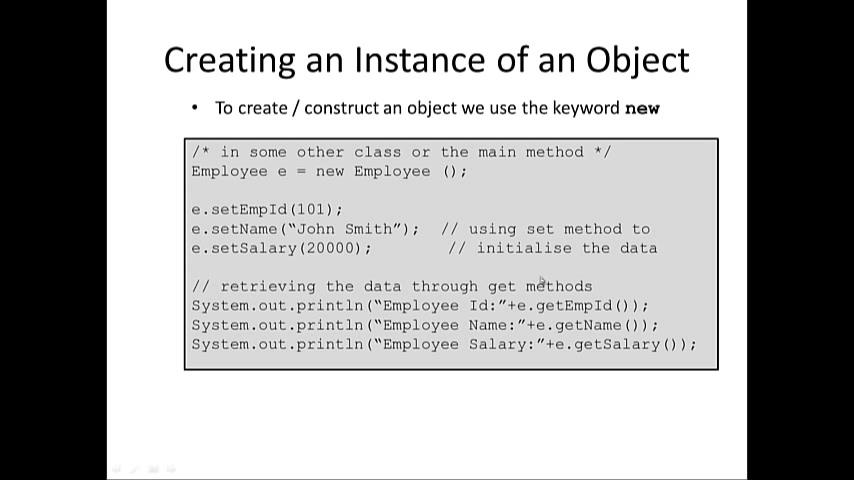 Creating an Instance of an Object
• To create / construct an object we use the keyword new
/* in some other class or the main method */
Employee e = new Employee ();
e.setEmpId(101);
e.setName(“John Smith”); // using set method to
e.setSalary(20000); // initialise the data
// retrieving the data through get methods
System.out.println(“Employee Id:”+e.getEmpId());
System.out.println(“Employee Name:”+e.getName());
System.out.println(“Employee Salary:”+e.getSalary());